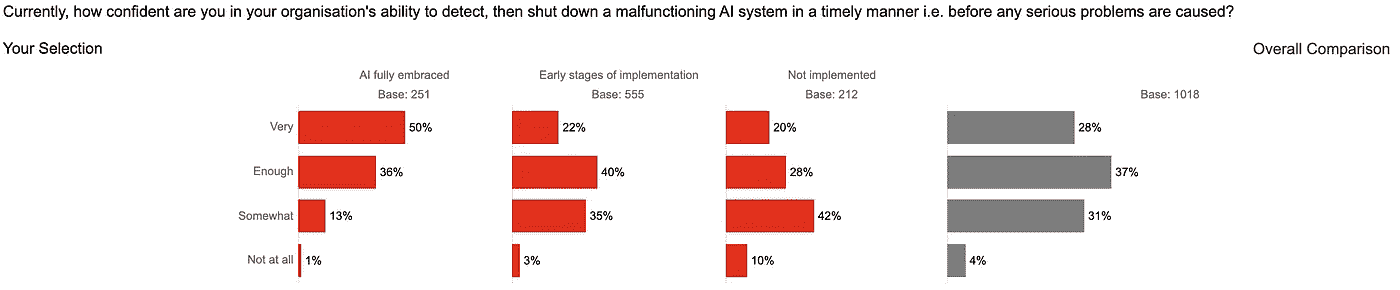 Currently, how confident are you in your organisation's ability to detect, then shut down a malfunctioning AI system in a timely manner i.e. before any serious problems are caused?
Your Selection Overall Comparison
AI fully embraced Early stages of implementation Not implemented
Base: 251 Base: 555 Base: 212 Base: 1018
Very 50% 22% 20% 28%
Enough 36% 40% 28% 37%
Somewhat 13% 35% 42% 31%
Not at all 1% 3% 10% 4%